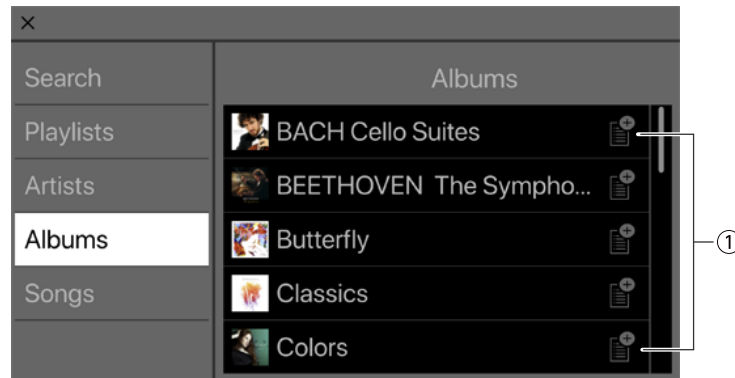 ×
Search
Playlists
Artists
Albums
Songs
Albums
BACH Cello Suites
BEETHOVEN The Sympho...
Butterfly
Classics
Colors
①